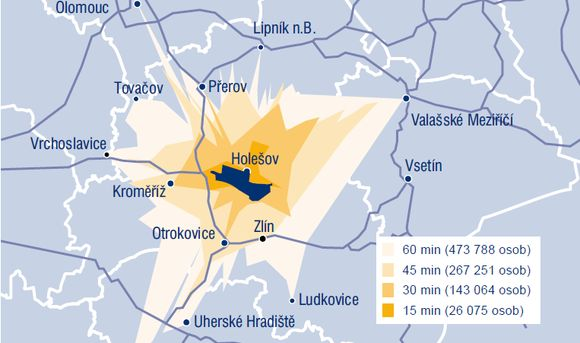 Olomouc
Lipník n.B.
Přerov
Tovačov
Valašské Meziříčí
Vrchoslavice
Holešov
Vsetín
Kroměříž
Zlín
Otrokovice
60 min (473 788 osob)
45 min (267 251 osob)
30 min (143 064 osob)
15 min (26 075 osob)
Ludkovice
Uherské Hradiště